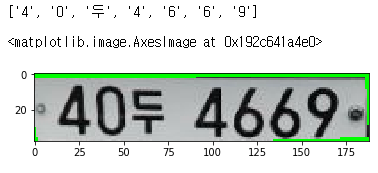 ['4', '0', '두', '4', '6', '6', '9']
<matplotlib.image.AxesImage at 0x192c641a4e0>
0
20
40두 4669
0 25 50 75 100 125 150 175